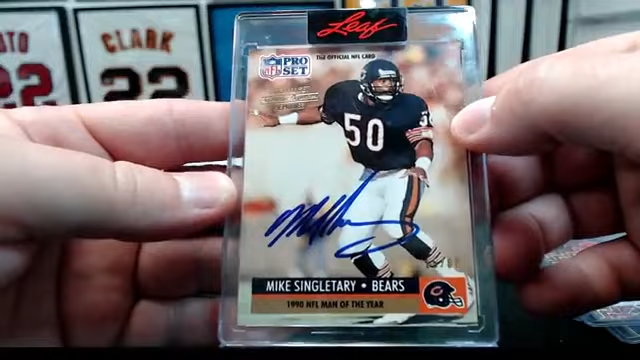 Leaf
OTO
CLARK
22
22
NFL
PRO
SET
THE OFFICIAL NFL CARD
50
MIKE SINGLETARY • BEARS
1990 NFL MAN OF THE YEAR
C